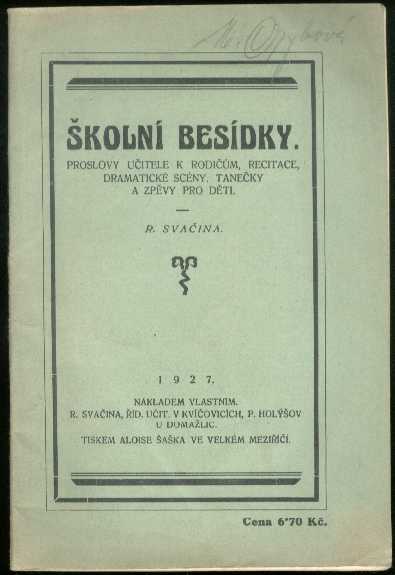 ŠKOLNÍ BESÍDKY.
PROSLOVY UČITELE K RODIČŮM, RECITACE,
DRAMATICKÉ SCÉNY, TANEČKY
A ZPĚVY PRO DĚTI.
R. SVAČINA.
1927.
NÁKLADEM VLASTNÍM.
R. SVAČINA, ŘÍD. UČIT. V KVÍČOVICÍCH, P. HOLÝŠOV
U DOMAŽLIC.
TISKEM ALOISE ŠAŠKA VE VELKÉM MEZIŘÍČÍ.
Cena 6·70 Kč.